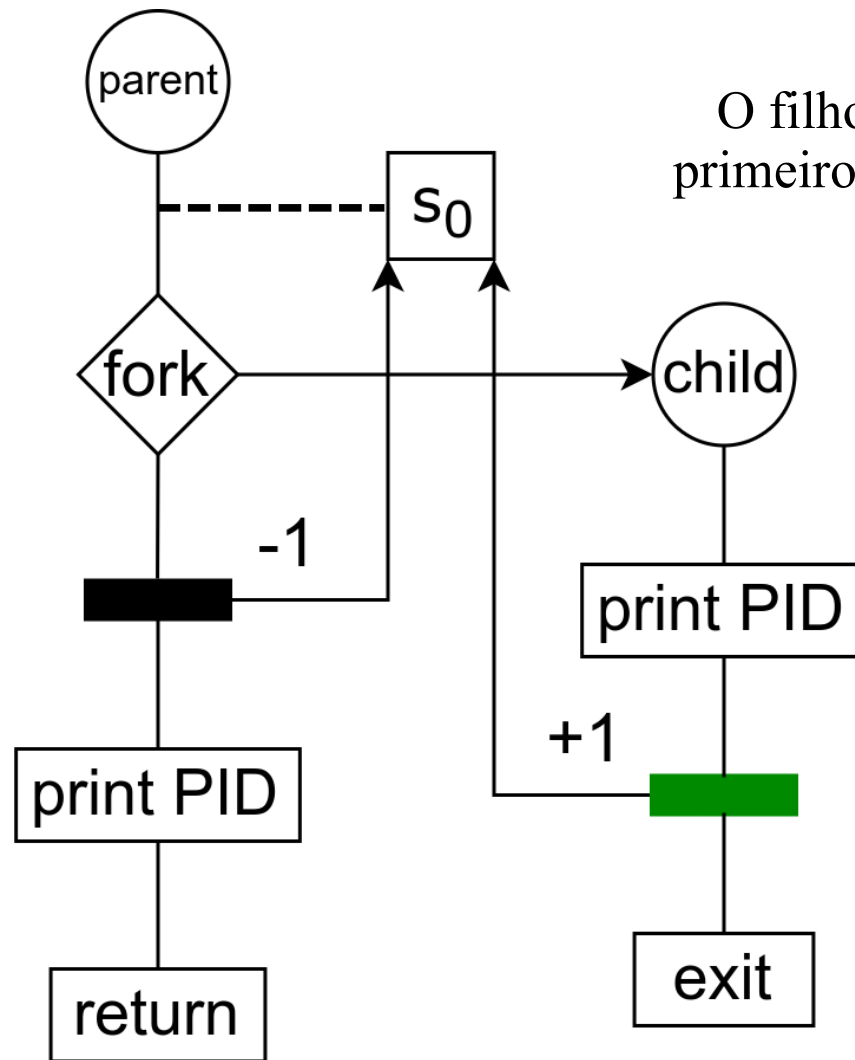 parent
O filho
primeiro
s₀
fork
child
-1
print PID
+1
print PID
exit
return